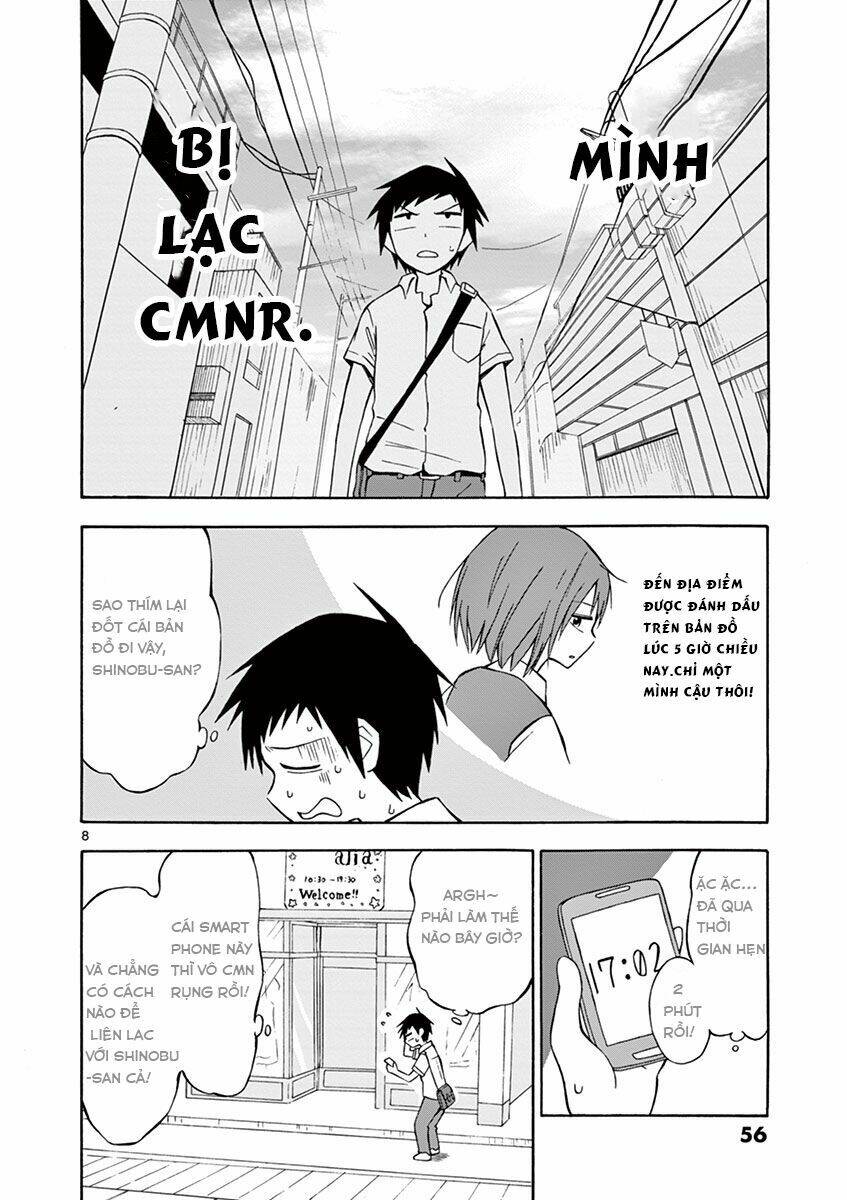 MÌNH
BỊ
LẠC
CMNR.
ĐẾN ĐỊA ĐIỂM
ĐƯỢC ĐÁNH DẤU
TRÊN BẢN ĐỒ
LÚC 5 GIỜ CHIỀU
NAY.CHỈ MỘT
MÌNH CẬU THÔI!
SAO THÍM LẠI
ĐỐT CÁI BẢN
ĐỒ ĐI VẬY,
SHINOBU-SAN?
8
ẶC ẶC...
ĐÃ QUA
THỜI
GIAN HẸN
17:02
2
PHÚT
RỒI!
ARGH~
PHẢI LÀM THẾ
NÀO BÂY GIỜ?
10:30~19:30
Welcome!!
CÁI SMART
PHONE NÀY
THÌ VÔ CMN
RỤNG RỒI!
VÀ CHẲNG
CÓ CÁCH
NÀO ĐỂ
LIÊN LẠC
VỚI SHINOBU
-SAN CẢ!
56